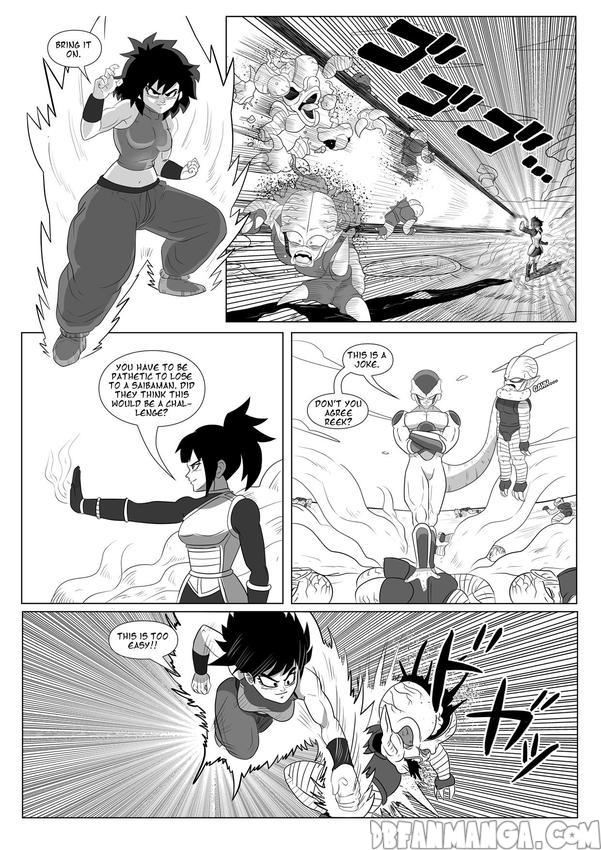 BRING IT
ON.
ゴゴゴゴ...
YOU HAVE TO BE
PATHETIC TO LOSE
TO A SAIBAMAN. DID
THEY THINK THIS
WOULD BE A CHAL-
LENGE?
THIS IS A
JOKE.
DON'T YOU
AGREE
REEK?
GAHH...
THIS IS TOO
EASY!!
ドガッ
DBFANMANGA.COM